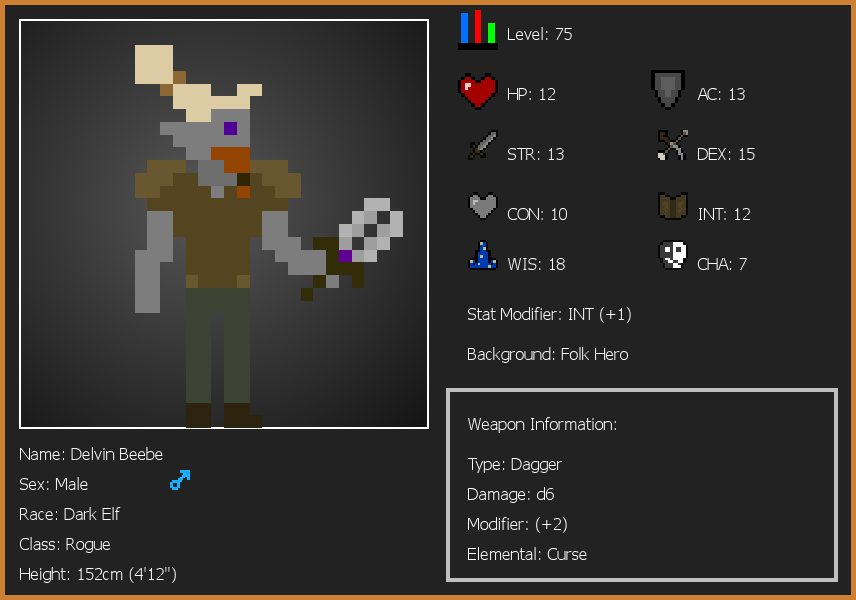 Level: 75
HP: 12
AC: 13
STR: 13
DEX: 15
CON: 10
INT: 12
WIS: 18
CHA: 7
Stat Modifier: INT (+1)
Background: Folk Hero
Weapon Information:
Type: Dagger
Damage: d6
Modifier: (+2)
Elemental: Curse
Name: Delvin Beebe
Sex: Male
Race: Dark Elf
Class: Rogue
Height: 152cm (4'12")